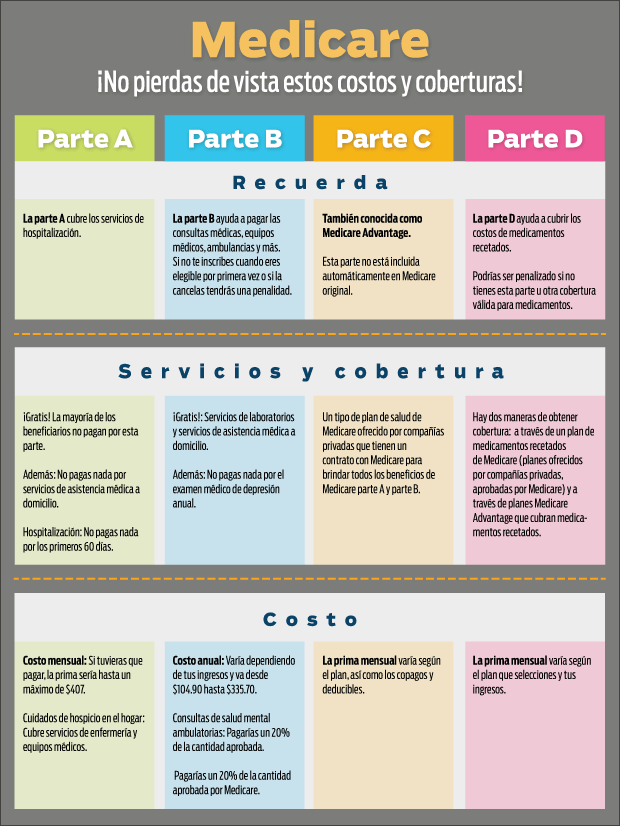 Medicare
¡No pierdas de vista estos costos y coberturas!
Parte A
Parte B
Parte C
Parte D
Recuerda
La parte A cubre los servicios de
hospitalización.
La parte B ayuda a pagar las
consultas médicas, equipos
médicos, ambulancias y más.
Si no te inscribes cuando eres
elegible por primera vez o si la
cancelas tendrás una penalidad.
También conocida como
Medicare Advantage.
Esta parte no está incluida
automáticamente en Medicare
original.
La parte D ayuda a cubrir los
costos de medicamentos
recetados.
Podrías ser penalizado si no
tienes esta parte u otra cobertura
válida para medicamentos.
Servicios y cobertura
¡Gratis! La mayoría de los
beneficiarios no pagan por esta
parte.
Además: No pagas nada por
servicios de asistencia médica a
domicilio.
Hospitalización: No pagas nada
por los primeros 60 días.
¡Gratis!: Servicios de laboratorios
y servicios de asistencia médica a
domicilio.
Además: No pagas nada por el
examen médico de depresión
anual.
Un tipo de plan de salud de
Medicare ofrecido por compañías
privadas que tienen un
contrato con Medicare para
brindar todos los beneficios de
Medicare parte A y parte B.
Hay dos maneras de obtener
cobertura: a través de un plan de
medicamentos recetados
de Medicare (planes ofrecidos
por compañías privadas,
aprobadas por Medicare) y a
través de planes Medicare
Advantage que cubran medica-
mentos recetados.
Costo
Costo mensual: Si tuvieras que
pagar, la prima sería hasta un
máximo de $407.
Cuidados de hospicio en el hogar:
Cubre servicios de enfermería y
equipos médicos.
Costo anual: Varía dependiendo
de tus ingresos y va desde
$104.90 hasta $335.70.
Consultas de salud mental
ambulatorias: Pagarías un 20%
de la cantidad aprobada.
Pagarías un 20% de la cantidad
aprobada por Medicare.
La prima mensual varía según
el plan, así como los copagos y
deducibles.
La prima mensual varía según
el plan que selecciones y tus
ingresos.